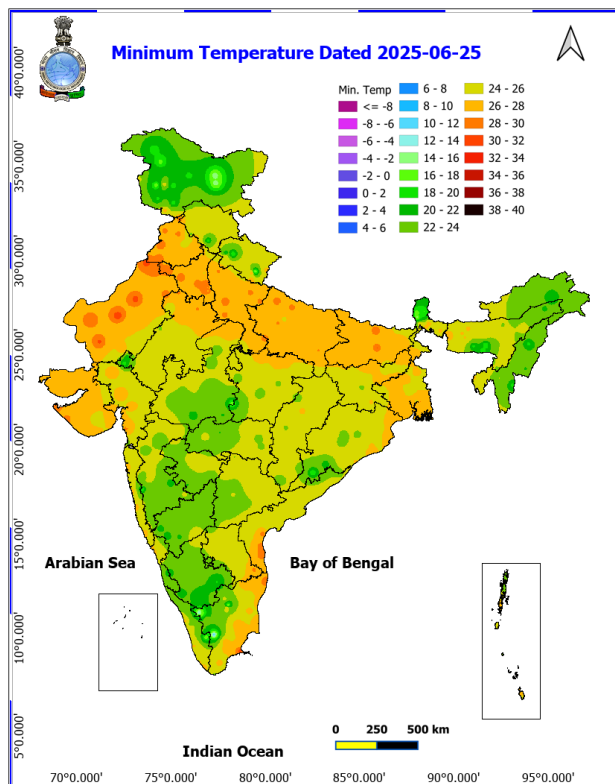 Minimum Temperature Dated 2025-06-25
Min. Temp
<= -8
-8 - -6
-6 - -4
-4 - -2
-2 - 0
0 - 2
2 - 4
4 - 6
6 - 8
8 - 10
10 - 12
12 - 14
14 - 16
16 - 18
18 - 20
20 - 22
22 - 24
24 - 26
26 - 28
28 - 30
30 - 32
32 - 34
34 - 36
36 - 38
38 - 40
40°0.000'
35°0.000'
30°0.000'
25°0.000'
20°0.000'
15°0.000'
10°0.000'
5°0.000'
Arabian Sea
Bay of Bengal
Indian Ocean
0 250 500 km
70°0.000' 75°0.000' 80°0.000' 85°0.000' 90°0.000' 95°0.000'